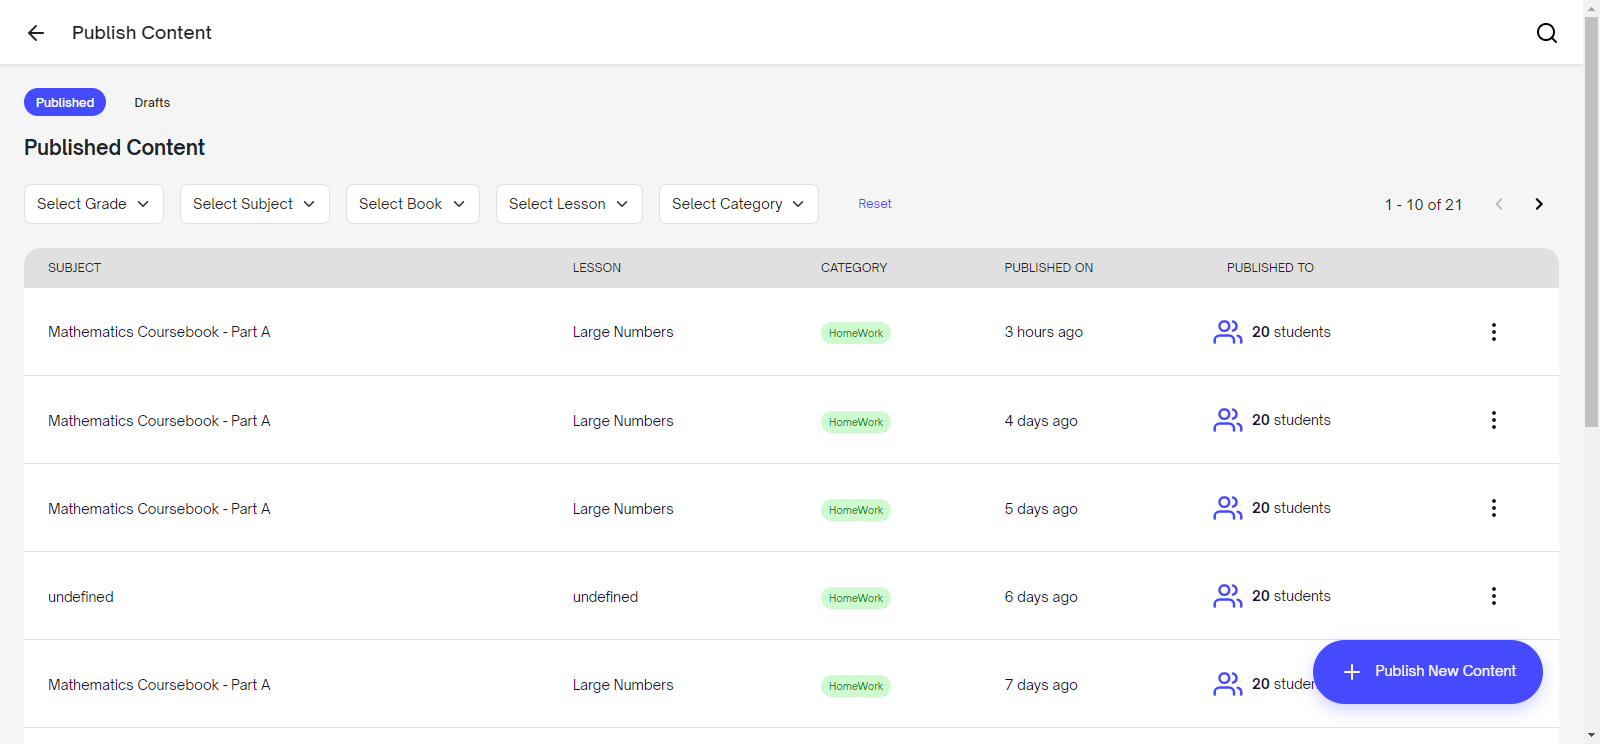 Publish Content
Published Drafts
Published Content
Select Grade Select Subject Select Book Select Lesson Select Category Reset 1 - 10 of 21
SUBJECT LESSON CATEGORY PUBLISHED ON PUBLISHED TO
Mathematics Coursebook - Part A Large Numbers HomeWork 3 hours ago 20 students
Mathematics Coursebook - Part A Large Numbers HomeWork 4 days ago 20 students
Mathematics Coursebook - Part A Large Numbers HomeWork 5 days ago 20 students
undefined undefined HomeWork 6 days ago 20 students
Mathematics Coursebook - Part A Large Numbers HomeWork 7 days ago 20
Publish New Content